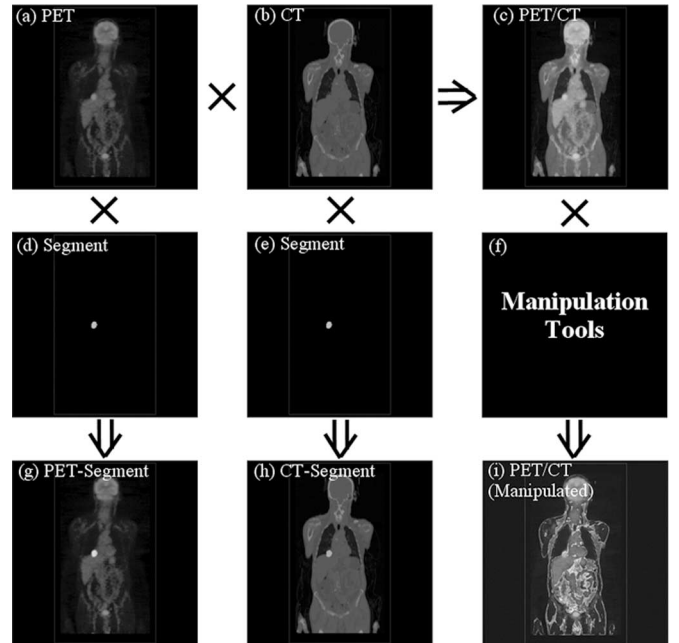 (a) PET
(b) CT
(c) PET/CT
(d) Segment
(e) Segment
(f)
Manipulation
Tools
(g) PET-Segment
(h) CT-Segment
(i) PET/CT
(Manipulated)